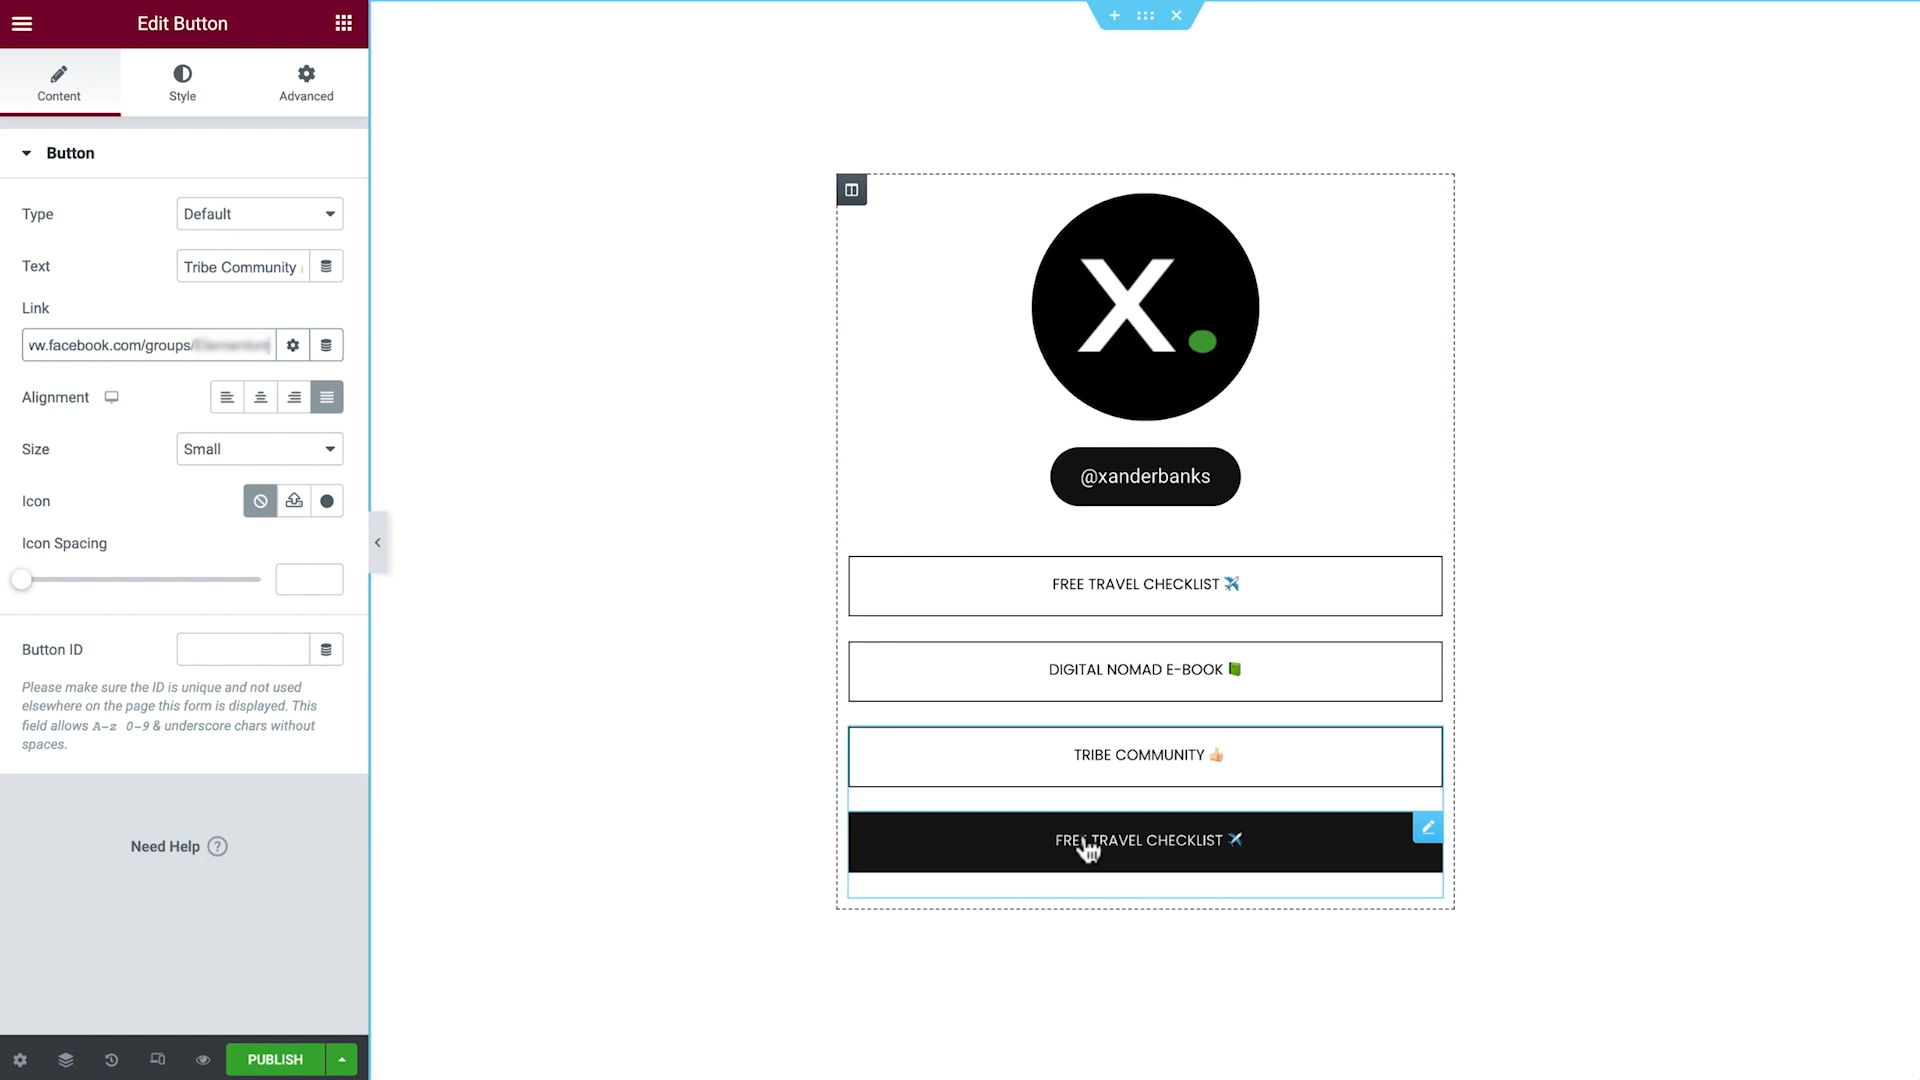 Edit Button
Content
Style
Advanced
Button
Type
Default
Text
Tribe Community
Link
vw.facebook.com/groups/
Alignment
Size
Small
Icon
Icon Spacing
Button ID
Please make sure the ID is unique and not used
elsewhere on the page this form is displayed. This
field allows A-z 0-9 & underscore chars without
spaces.
Need Help ?
PUBLISH
X.
@xanderbanks
FREE TRAVEL CHECKLIST ✈️
DIGITAL NOMAD E-BOOK 📗
TRIBE COMMUNITY 👍🏻
FREE TRAVEL CHECKLIST ✈️